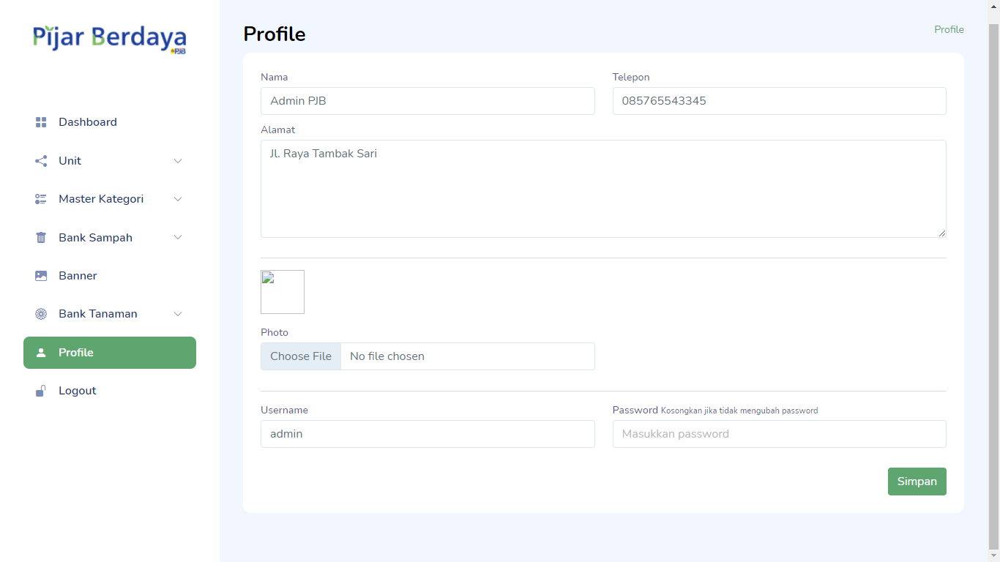 Pijar Berdaya
PJB
Dashboard
Unit
Master Kategori
Bank Sampah
Banner
Bank Tanaman
Profile
Logout
Profile
Profile
Nama
Telepon
Admin PJB
085765543345
Alamat
Jl. Raya Tambak Sari
Photo
Choose File No file chosen
Username
Password Kosongkan jika tidak mengubah password
admin
Masukkan password
Simpan